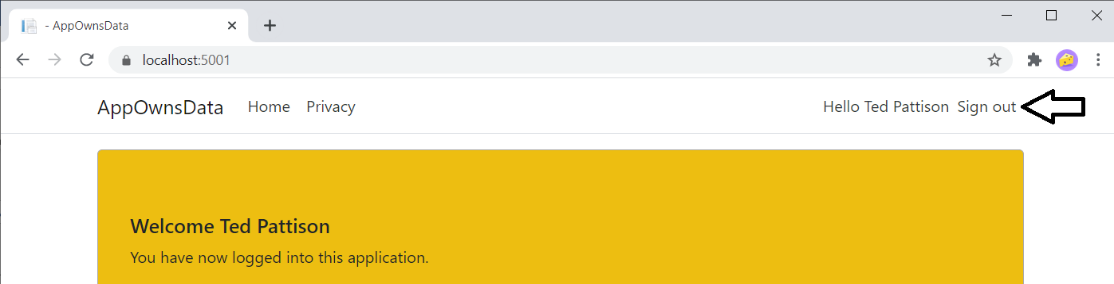 - AppOwnsData
localhost:5001
AppOwnsData Home Privacy Hello Ted Pattison Sign out
Welcome Ted Pattison
You have now logged into this application.